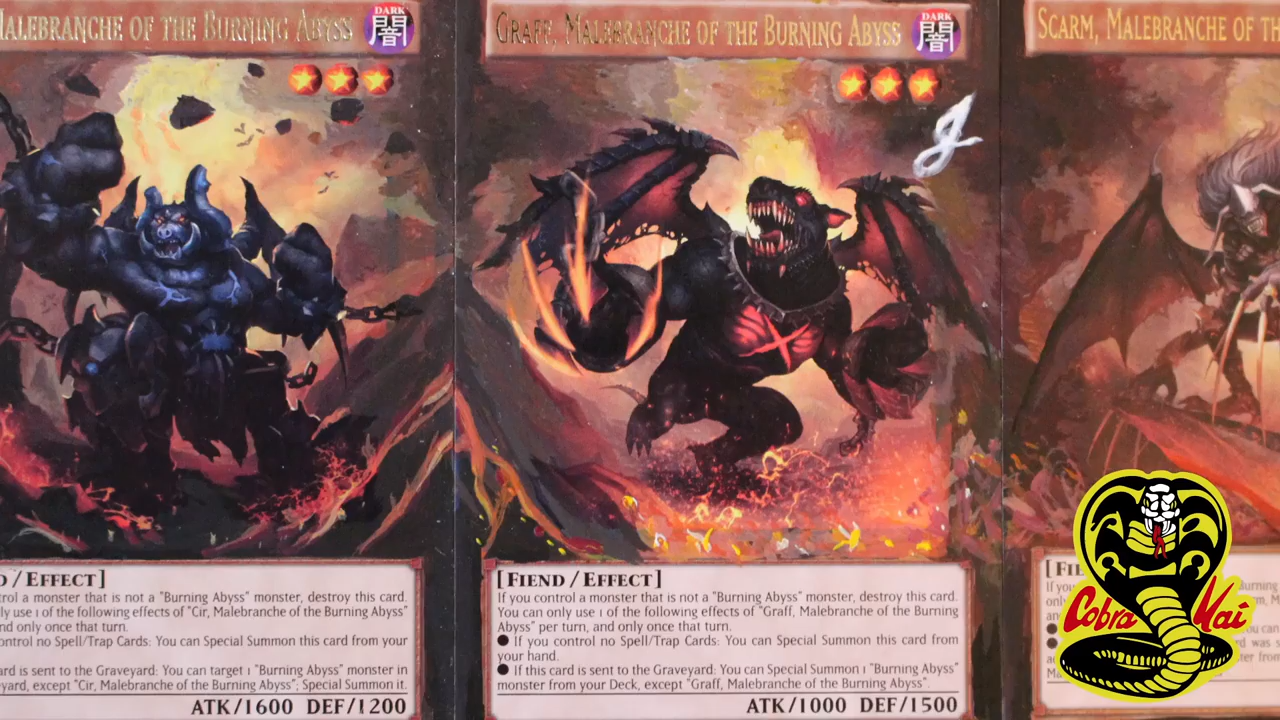 MALEBRANCHE OF THE BURNING ABYSS
DARK
闇
D / EFFECT]
trol a monster that is not a "Burning Abyss" monster, destroy this card.
ly use 1 of the following effects of "Cir, Malebranche of the Burning Abyss"
nd only once that turn.
control no Spell/Trap Cards: You can Special Summon this card from your
ard is sent to the Graveyard: You can target 1 "Burning Abyss" monster in
yard, except "Cir, Malebranche of the Burning Abyss"; Special Summon it.
ATK/1600 DEF/1200
GRAFF, MALEBRANCHE OF THE BURNING ABYSS
DARK
闇
[FIEND / EFFECT]
If you control a monster that is not a "Burning Abyss" monster, destroy this card.
You can only use 1 of the following effects of "Graff, Malebranche of the Burning
Abyss" per turn, and only once that turn.
● If you control no Spell/Trap Cards: You can Special Summon this card from
your hand.
● If this card is sent to the Graveyard: You can Special Summon 1 "Burning Abyss"
monster from your Deck, except "Graff, Malebranche of the Burning Abyss".
ATK/1000 DEF/1500
SCARM, MALEBRANCHE OF TH
[FIE
If you
only
Cobra Kai